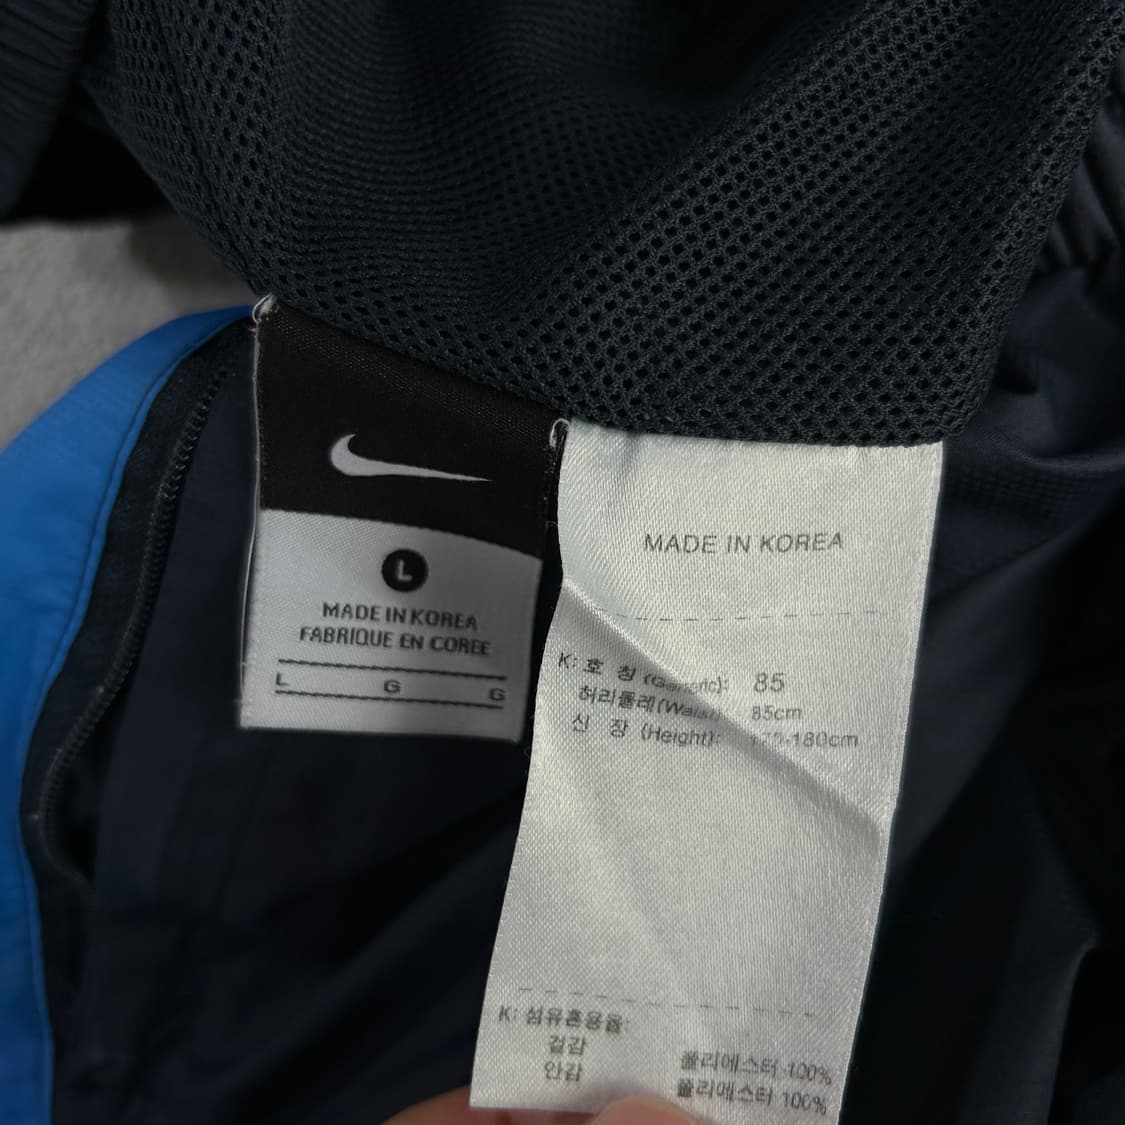 L
MADE IN KOREA
FABRIQUE EN COREE
L G G
MADE IN KOREA
K: 호 칭 (Generic): 85
허리둘레(Waist) 85cm
신 장 (Height): 180cm
K: 섬유혼용율:
겉감 폴리에스터 100%
안감 폴리에스터 100%